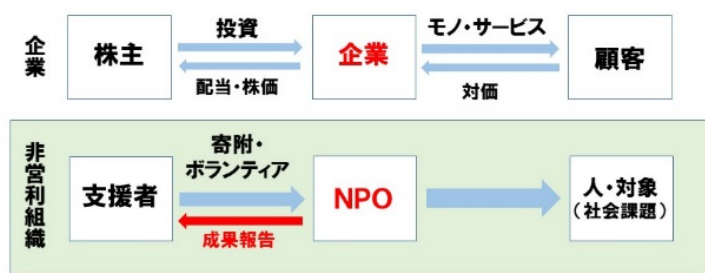 企業
株主
投資
配当・株価
企業
モノ・サービス
対価
顧客
非営利組織
支援者
寄附・
ボランティア
成果報告
NPO
人・対象
（社会課題）